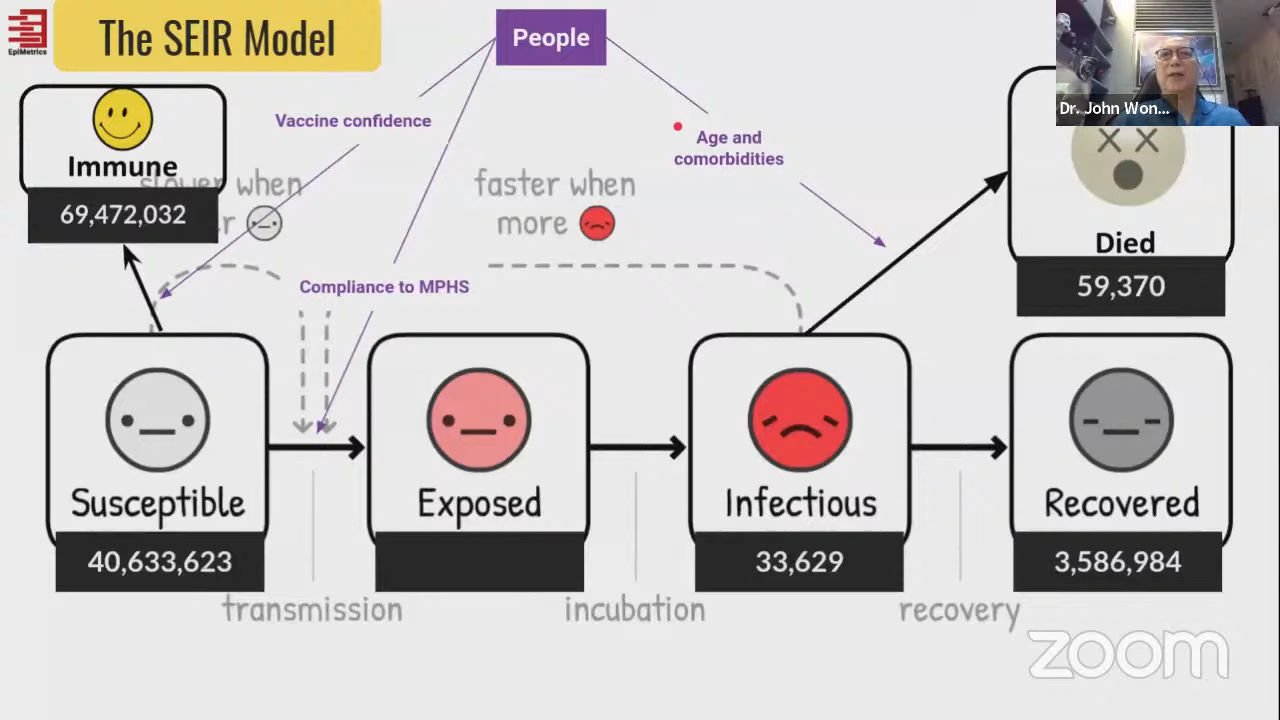 EpiMetrics
The SEIR Model
People
Dr. John Won...
Vaccine confidence
Age and
comorbidities
Immune
69,472,032
slower when
faster when
more
Died
59,370
Compliance to MPHS
Susceptible
40,633,623
Exposed
Infectious
33,629
Recovered
3,586,984
transmission
incubation
recovery
zoom